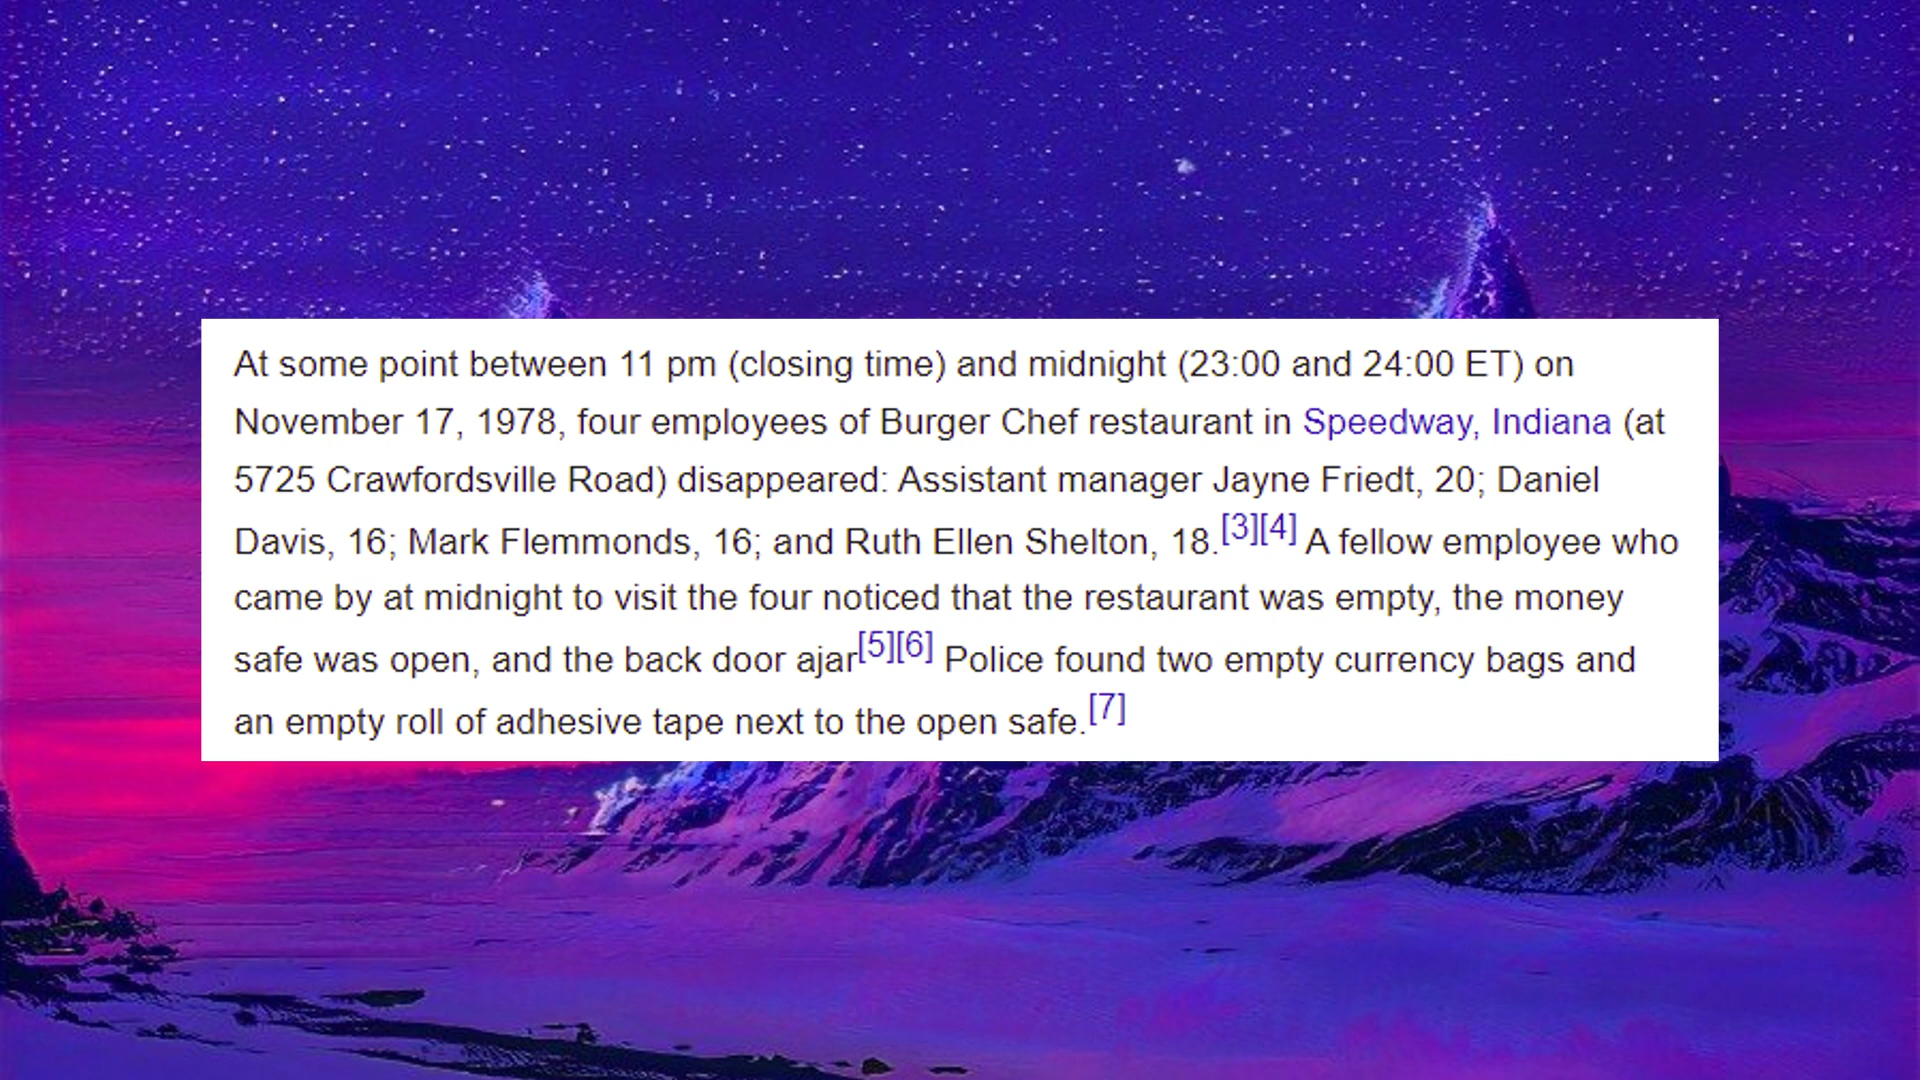 At some point between 11 pm (closing time) and midnight (23:00 and 24:00 ET) on
November 17, 1978, four employees of Burger Chef restaurant in Speedway, Indiana (at
5725 Crawfordsville Road) disappeared: Assistant manager Jayne Friedt, 20; Daniel
Davis, 16; Mark Flemmonds, 16; and Ruth Ellen Shelton, 18.[3][4] A fellow employee who
came by at midnight to visit the four noticed that the restaurant was empty, the money
safe was open, and the back door ajar[5][6] Police found two empty currency bags and
an empty roll of adhesive tape next to the open safe.[7]